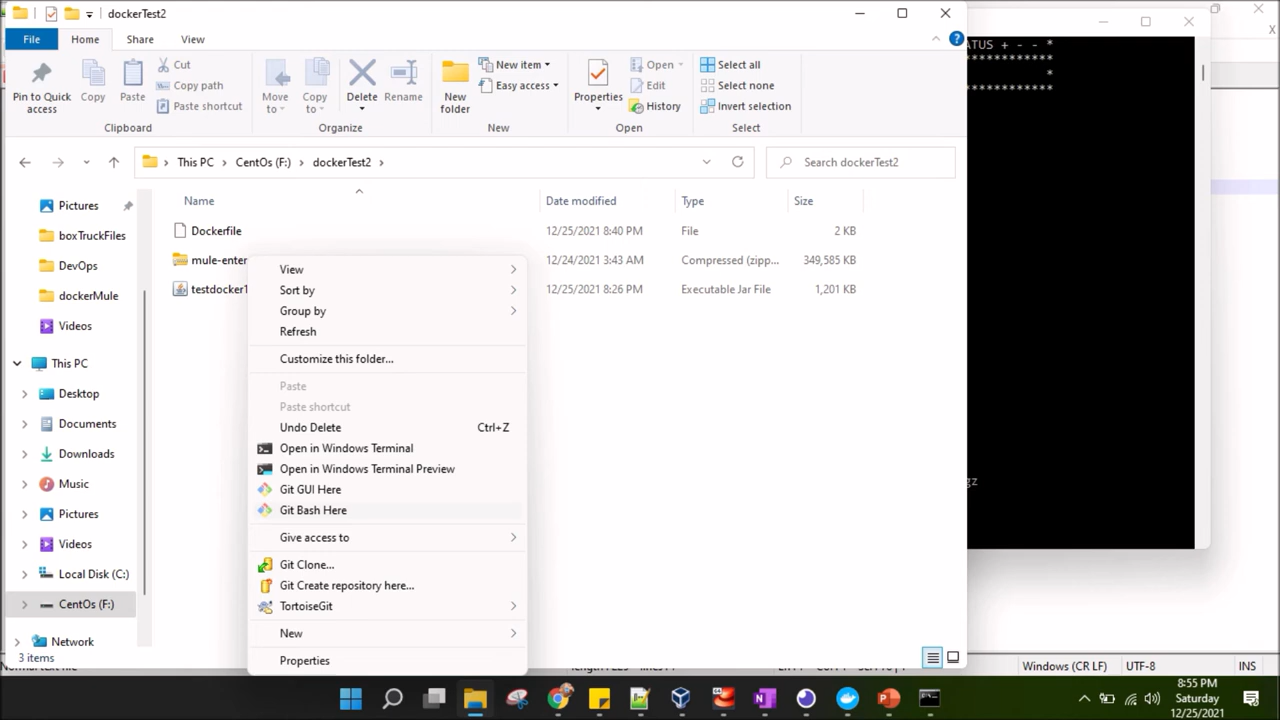 dockerTest2
File Home Share View
Pin to Quick access
Copy
Paste
Cut
Copy path
Paste shortcut
Clipboard
Move to
Copy to
Delete
Rename
Organize
New folder
New item
Easy access
New
Properties
Open
Edit
History
Open
Select all
Select none
Invert selection
Select
This PC > CentOs (F:) > dockerTest2 >
Search dockerTest2
Pictures
boxTruckFiles
DevOps
dockerMule
Videos
This PC
Desktop
Documents
Downloads
Music
Pictures
Videos
Local Disk (C:)
CentOs (F:)
Network
3 items
Name Date modified Type Size
Dockerfile 12/25/2021 8:40 PM File 2 KB
mule-enter 12/24/2021 3:43 AM Compressed (zipp... 349,585 KB
testdocker1 12/25/2021 8:26 PM Executable Jar File 1,201 KB
View
Sort by
Group by
Refresh
Customize this folder...
Paste
Paste shortcut
Undo Delete Ctrl+Z
Open in Windows Terminal
Open in Windows Terminal Preview
Git GUI Here
Git Bash Here
Give access to
Git Clone...
Git Create repository here...
TortoiseGit
New
Properties
ATUS + - - *
************
*
************
gz
Windows (CR LF) UTF-8 INS
8:55 PM
Saturday
12/25/2021